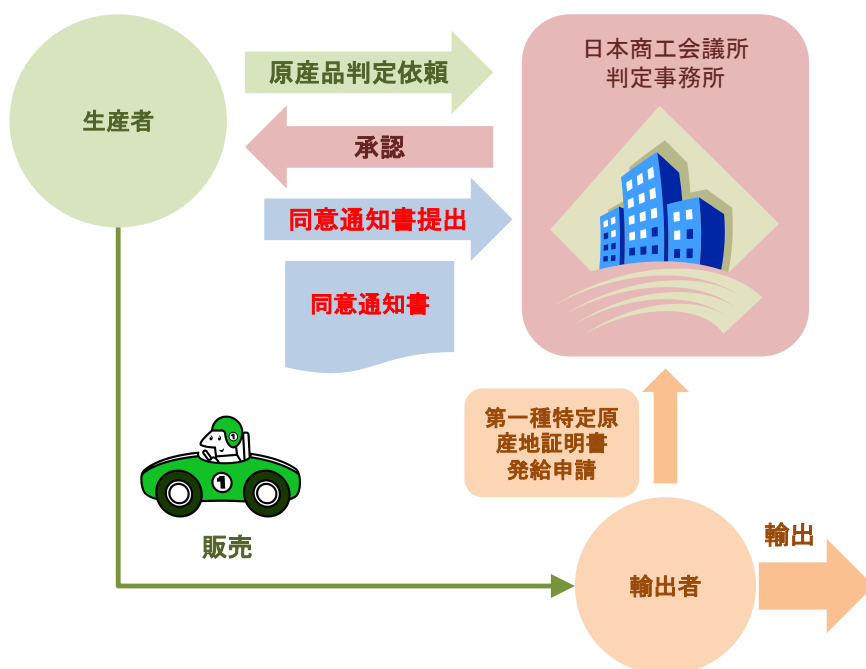 日本商工会議所
判定事務所
原産品判定依頼
生産者
承認
同意通知書提出
同意通知書
第一種特定原
産地証明書
発給申請
1
1
販売
輸出
輸出者